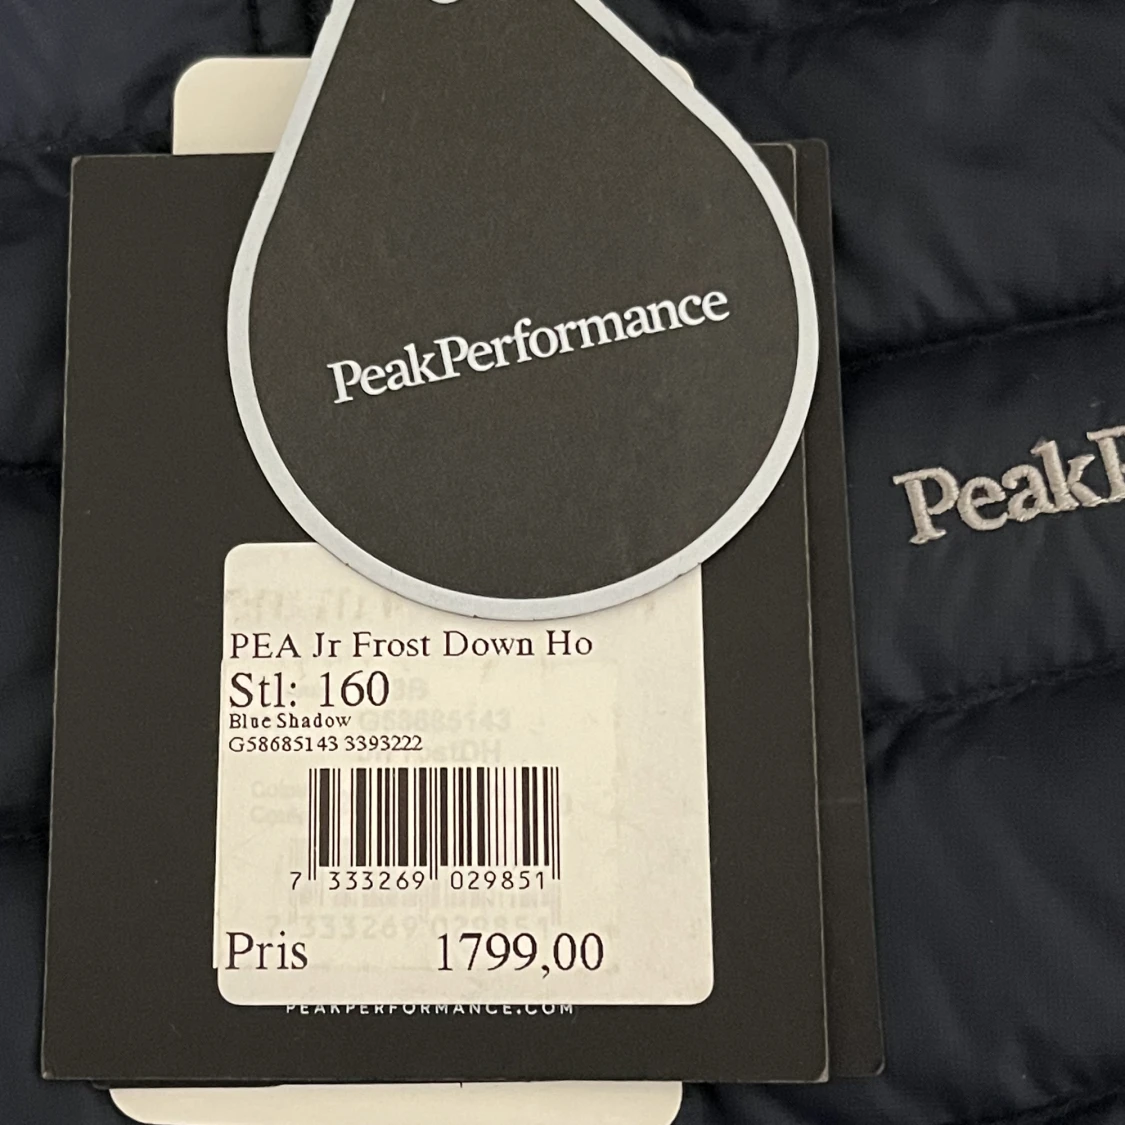 PeakPerformance
PeakP
PEA Jr Frost Down Ho
Stl: 160
Blue Shadow
G58685143 3393222
7 333269 029851
Pris 1799,00
PEAKPERFORMANCE.COM